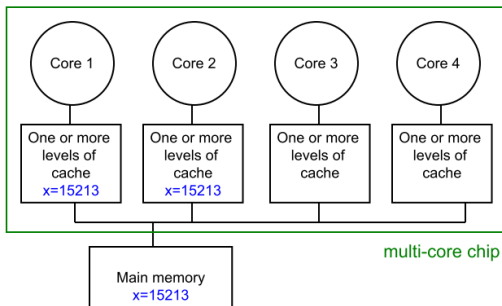 Core 1
Core 2
Core 3
Core 4
One or more
levels of
cache
x=15213
One or more
levels of
cache
x=15213
One or more
levels of
cache
One or more
levels of
cache
multi-core chip
Main memory
x=15213